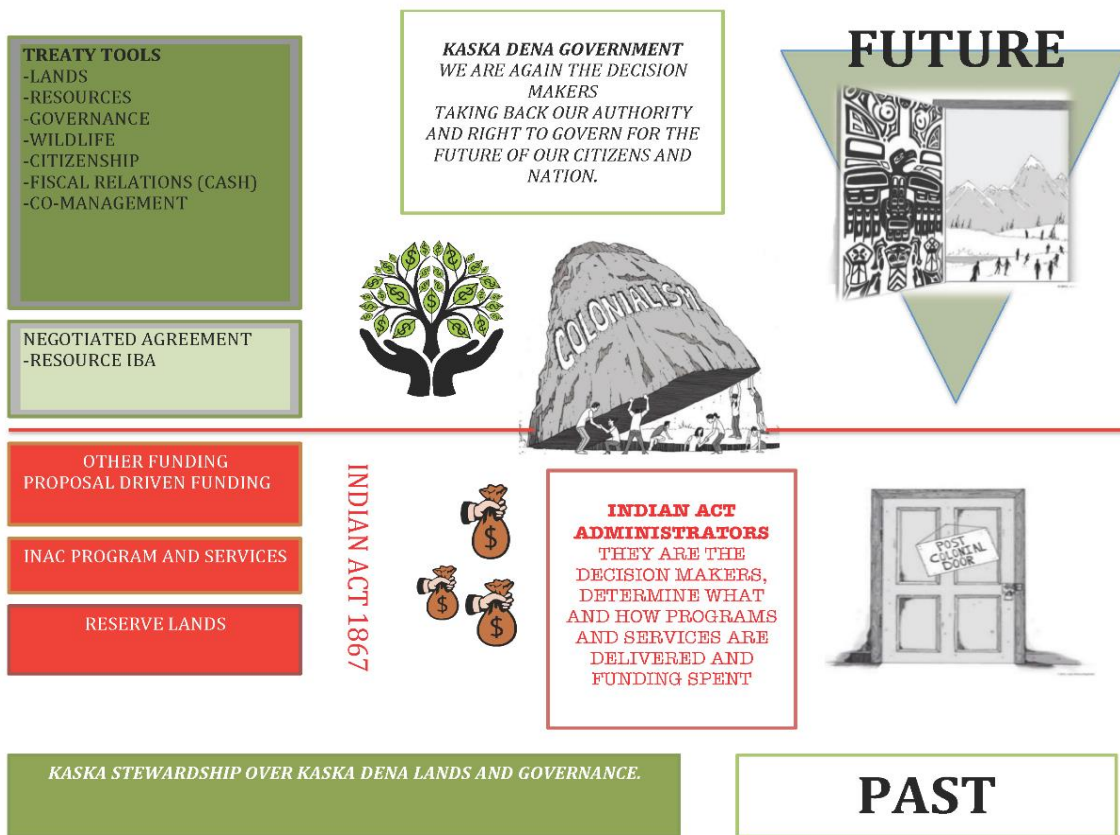 TREATY TOOLS
-LANDS
-RESOURCES
-GOVERNANCE
-WILDLIFE
-CITIZENSHIP
-FISCAL RELATIONS (CASH)
-CO-MANAGEMENT
KASKA DENA GOVERNMENT
WE ARE AGAIN THE DECISION
MAKERS
TAKING BACK OUR AUTHORITY
AND RIGHT TO GOVERN FOR THE
FUTURE OF OUR CITIZENS AND
NATION.
FUTURE
COLONIALISM
NEGOTIATED AGREEMENT
-RESOURCE IBA
OTHER FUNDING
PROPOSAL DRIVEN FUNDING
INAC PROGRAM AND SERVICES
RESERVE LANDS
INDIAN ACT 1867
INDIAN ACT
ADMINISTRATORS
THEY ARE THE
DECISION MAKERS,
DETERMINE WHAT
AND HOW PROGRAMS
AND SERVICES ARE
DELIVERED AND
FUNDING SPENT
POST
COLONIAL
DOOR
KASKA STEWARDSHIP OVER KASKA DENA LANDS AND GOVERNANCE.
PAST